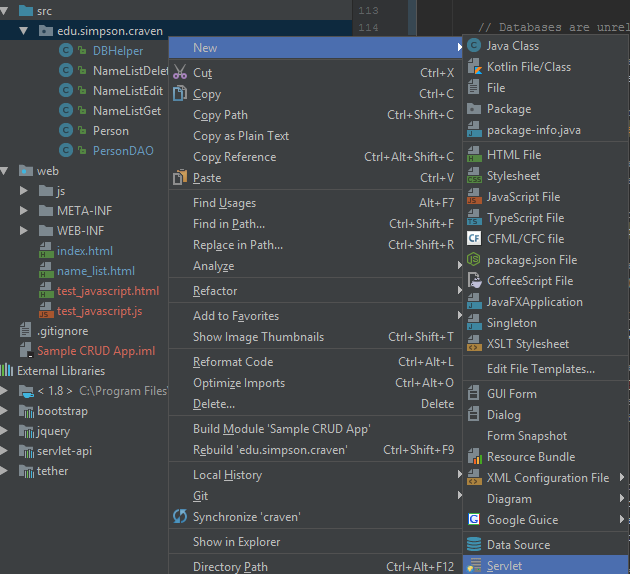 src
edu.simpson.craven
DBHelper
NameListDelet
NameListEdit
NameListGet
Person
PersonDAO
web
js
META-INF
WEB-INF
index.html
name_list.html
test_javascript.html
test_javascript.js
.gitignore
Sample CRUD App.iml
External Libraries
< 1.8 > C:\Program Files\
bootstrap
jquery
servlet-api
tether
113
114
// Databases are unrel
New
Cut Ctrl+X
Copy Ctrl+C
Copy Path Ctrl+Shift+C
Copy as Plain Text
Copy Reference Ctrl+Alt+Shift+C
Paste Ctrl+V
Find Usages Alt+F7
Find in Path... Ctrl+Shift+F
Replace in Path... Ctrl+Shift+R
Analyze
Refactor
Add to Favorites
Show Image Thumbnails Ctrl+Shift+T
Reformat Code Ctrl+Alt+L
Optimize Imports Ctrl+Alt+O
Delete... Delete
Build Module 'Sample CRUD App'
Rebuild 'edu.simpson.craven' Ctrl+Shift+F9
Local History
Git
Synchronize 'craven'
Show in Explorer
Directory Path Ctrl+Alt+F12
Java Class
Kotlin File/Class
File
Package
package-info.java
HTML File
Stylesheet
JavaScript File
TypeScript File
CFML/CFC file
package.json File
CoffeeScript File
JavaFXApplication
Singleton
XSLT Stylesheet
Edit File Templates...
GUI Form
Dialog
Form Snapshot
Resource Bundle
XML Configuration File
Diagram
Google Guice
Data Source
Servlet